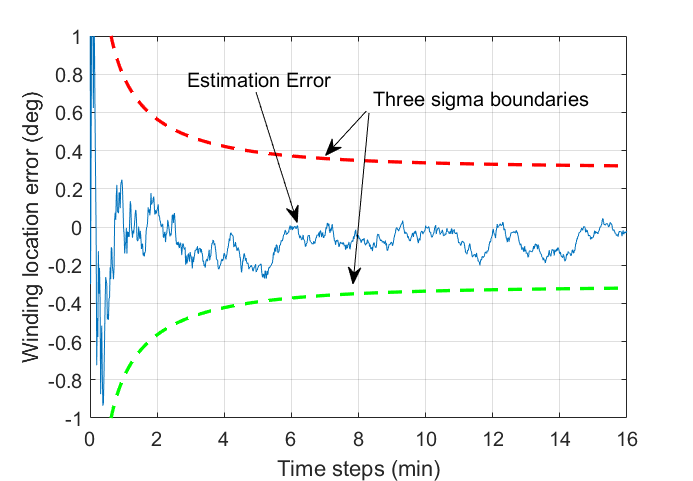 1
0.8
0.6
0.4
0.2
0
-0.2
-0.4
-0.6
-0.8
-1
Winding location error (deg)
Estimation Error
Three sigma boundaries
0 2 4 6 8 10 12 14 16
Time steps (min)